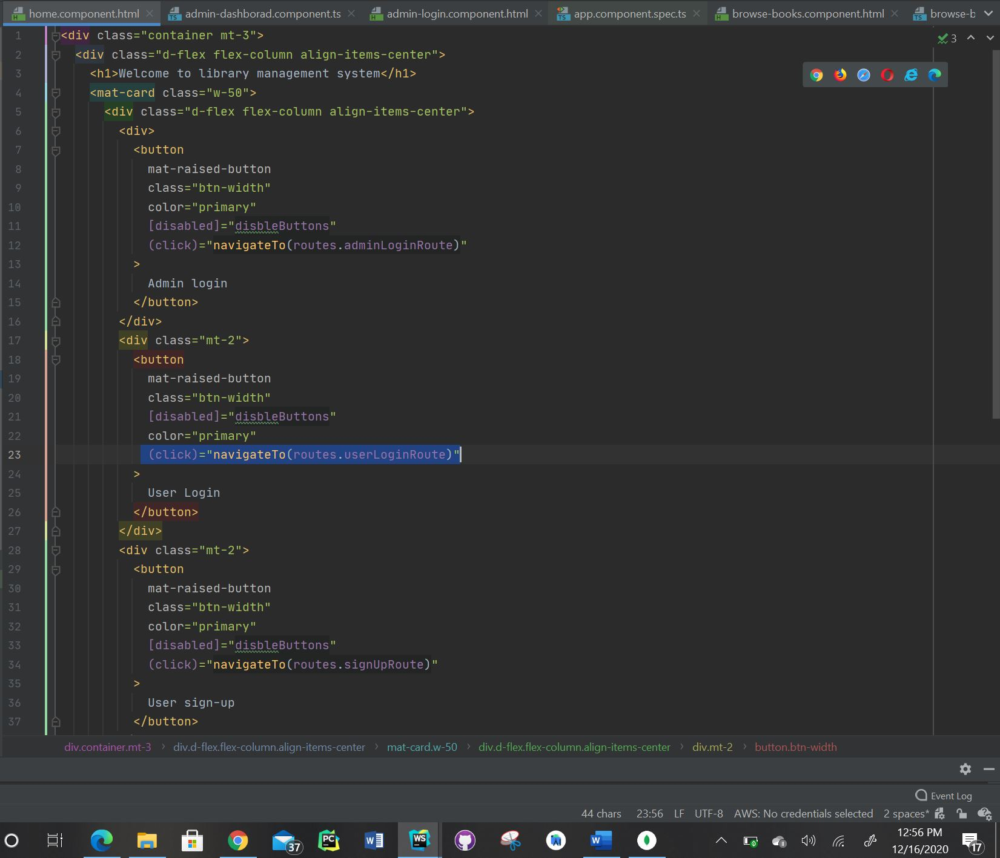 home.component.html admin-dashborad.component.ts admin-login.component.html app.component.spec.ts browse-books.component.html browse-b
1 <div class="container mt-3">
3
2 <div class="d-flex flex-column align-items-center">
3 <h1>Welcome to library management system</h1>
4 <mat-card class="w-50">
5 <div class="d-flex flex-column align-items-center">
6 <div>
7 <button
8 mat-raised-button
9 class="btn-width"
10 color="primary"
11 [disabled]="disbleButtons"
12 (click)="navigateTo(routes.adminLoginRoute)"
13 >
14 Admin login
15 </button>
16 </div>
17 <div class="mt-2">
18 <button
19 mat-raised-button
20 class="btn-width"
21 [disabled]="disbleButtons"
22 color="primary"
23 (click)="navigateTo(routes.userLoginRoute)"
24 >
25 User Login
26 </button>
27 </div>
28 <div class="mt-2">
29 <button
30 mat-raised-button
31 class="btn-width"
32 color="primary"
33 [disabled]="disbleButtons"
34 (click)="navigateTo(routes.signUpRoute)"
35 >
36 User sign-up
37 </button>
div.container.mt-3 › div.d-flex.flex-column.align-items-center › mat-card.w-50 › div.d-flex.flex-column.align-items-center › div.mt-2 › button.btn-width
Event Log
44 chars 23:56 LF UTF-8 AWS: No credentials selected 2 spaces*
37 PC W WS W
12:56 PM
12/16/2020
17